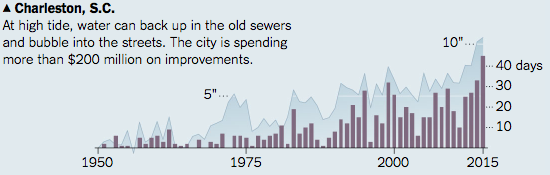 ▲ Charleston, S.C.
At high tide, water can back up in the old sewers
and bubble into the streets. The city is spending
more than $200 million on improvements.
10"...
5"...
40 days
30
20
10
1950 1975 2000 2015